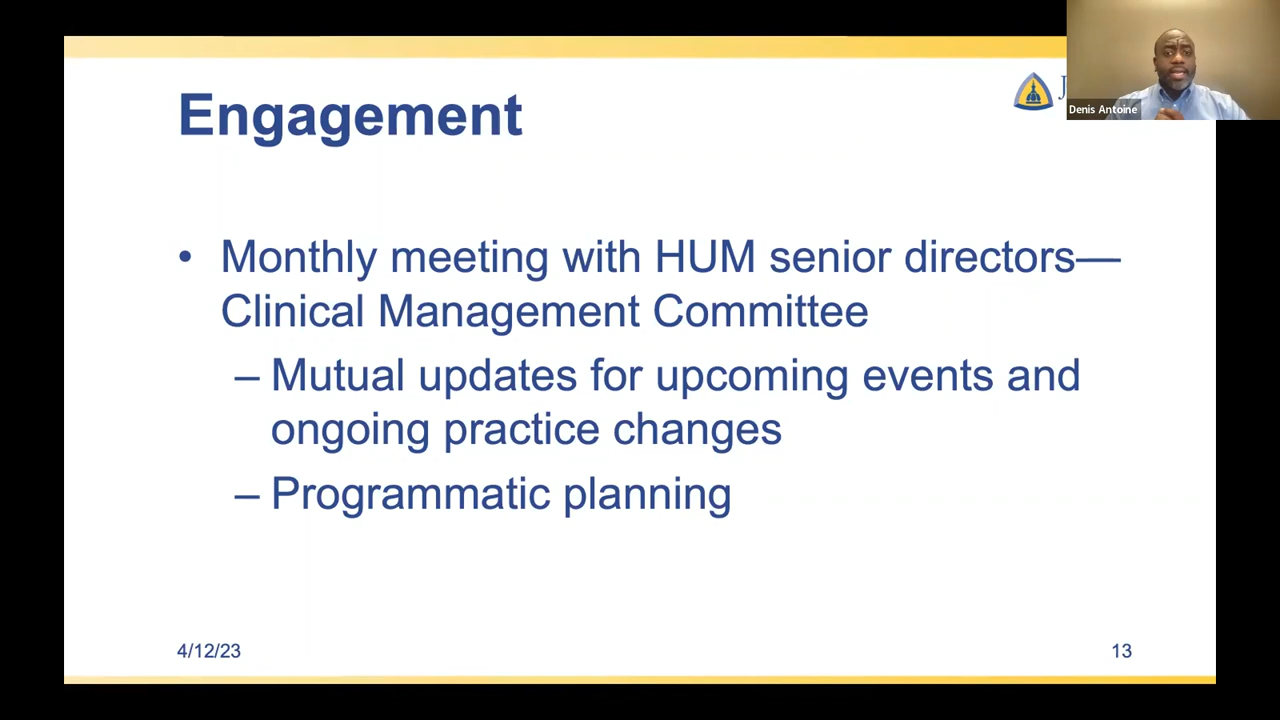 Engagement
Denis Antoine
• Monthly meeting with HUM senior directors—
Clinical Management Committee
– Mutual updates for upcoming events and
ongoing practice changes
– Programmatic planning
4/12/23
13